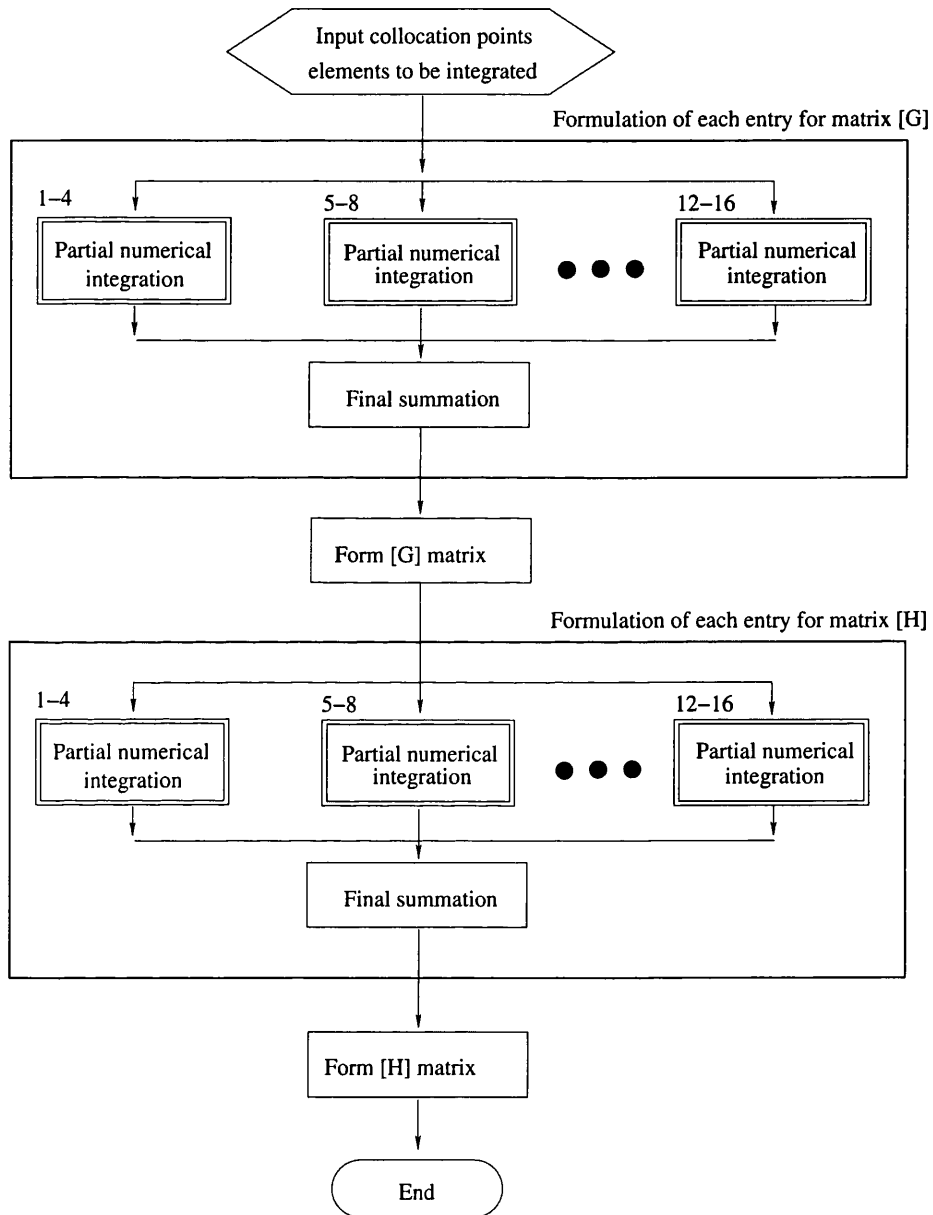 Input collocation points
elements to be integrated
Formulation of each entry for matrix [G]
1–4
5–8
12–16
Partial numerical
integration
Partial numerical
integration
Partial numerical
integration
Final summation
Form [G] matrix
Formulation of each entry for matrix [H]
1–4
5–8
12–16
Partial numerical
integration
Partial numerical
integration
Partial numerical
integration
Final summation
Form [H] matrix
End